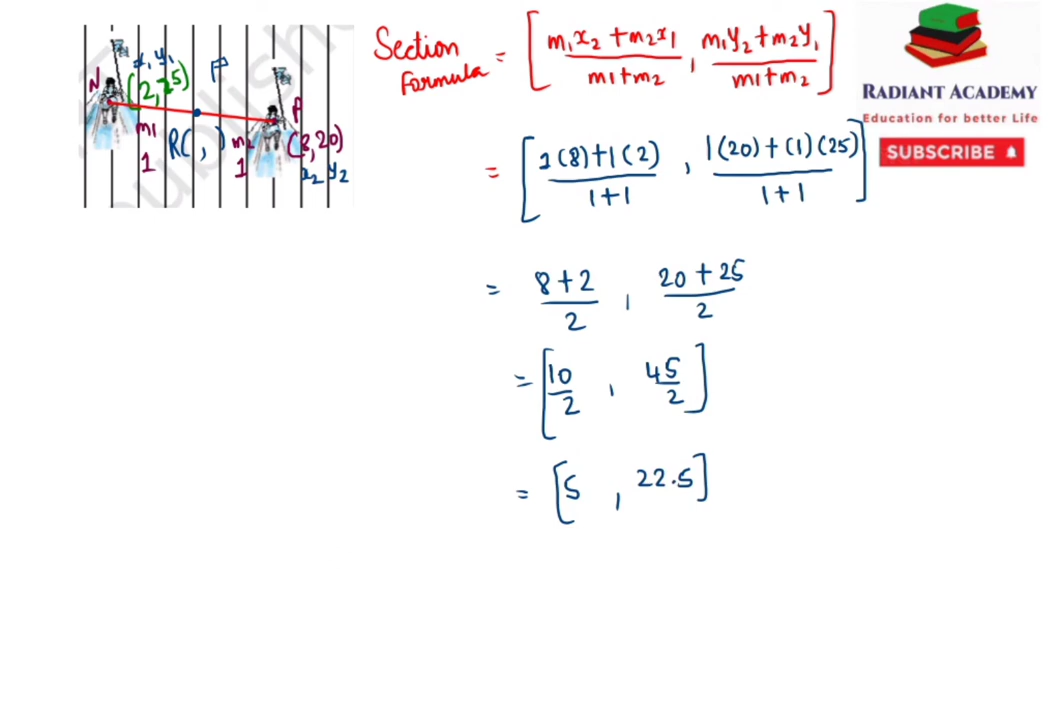 N
x1 y1
(2,25)
F
P
m1
R( , )
m2
(8,20)
1
1
x2 y2
Section Formula = [ m1x2 + m2x1 / m1+m2 , m1y2 + m2y1 / m1+m2 ]
= [ 1(8)+1(2) / 1+1 , 1(20)+(1)(25) / 1+1 ]
= 8+2 / 2 , 20+25 / 2
= [ 10/2 , 45/2 ]
= [ 5 , 22.5 ]
RADIANT ACADEMY
Education for better Life
SUBSCRIBE